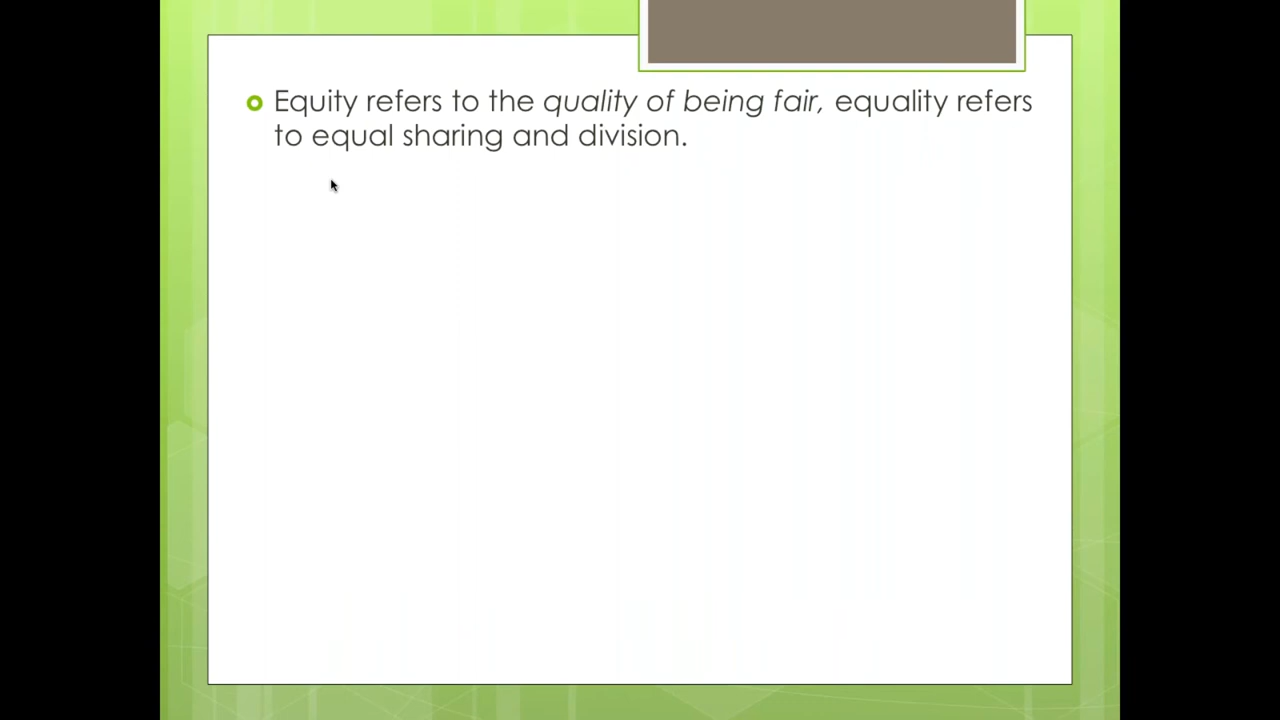 Equity refers to the quality of being fair, equality refers
to equal sharing and division.